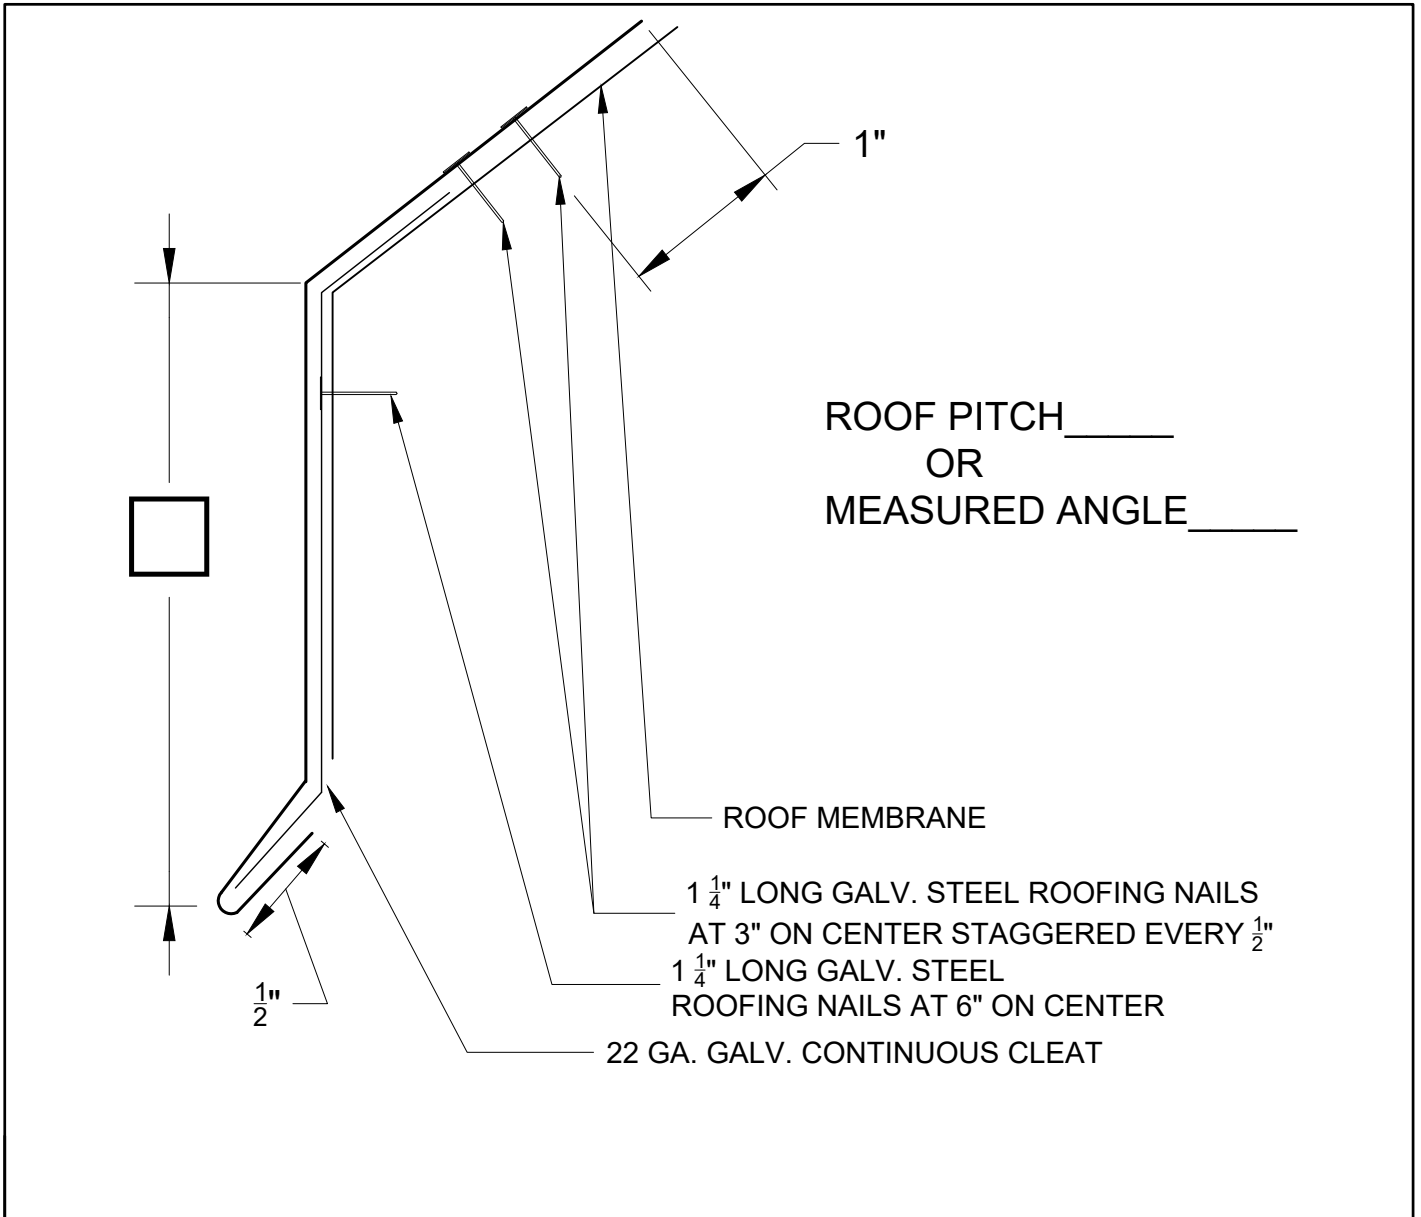 1"
ROOF PITCH_____
OR
MEASURED ANGLE_____
ROOF MEMBRANE
1 1/4" LONG GALV. STEEL ROOFING NAILS
AT 3" ON CENTER STAGGERED EVERY 1/2"
1 1/4" LONG GALV. STEEL
ROOFING NAILS AT 6" ON CENTER
1/2"
22 GA. GALV. CONTINUOUS CLEAT